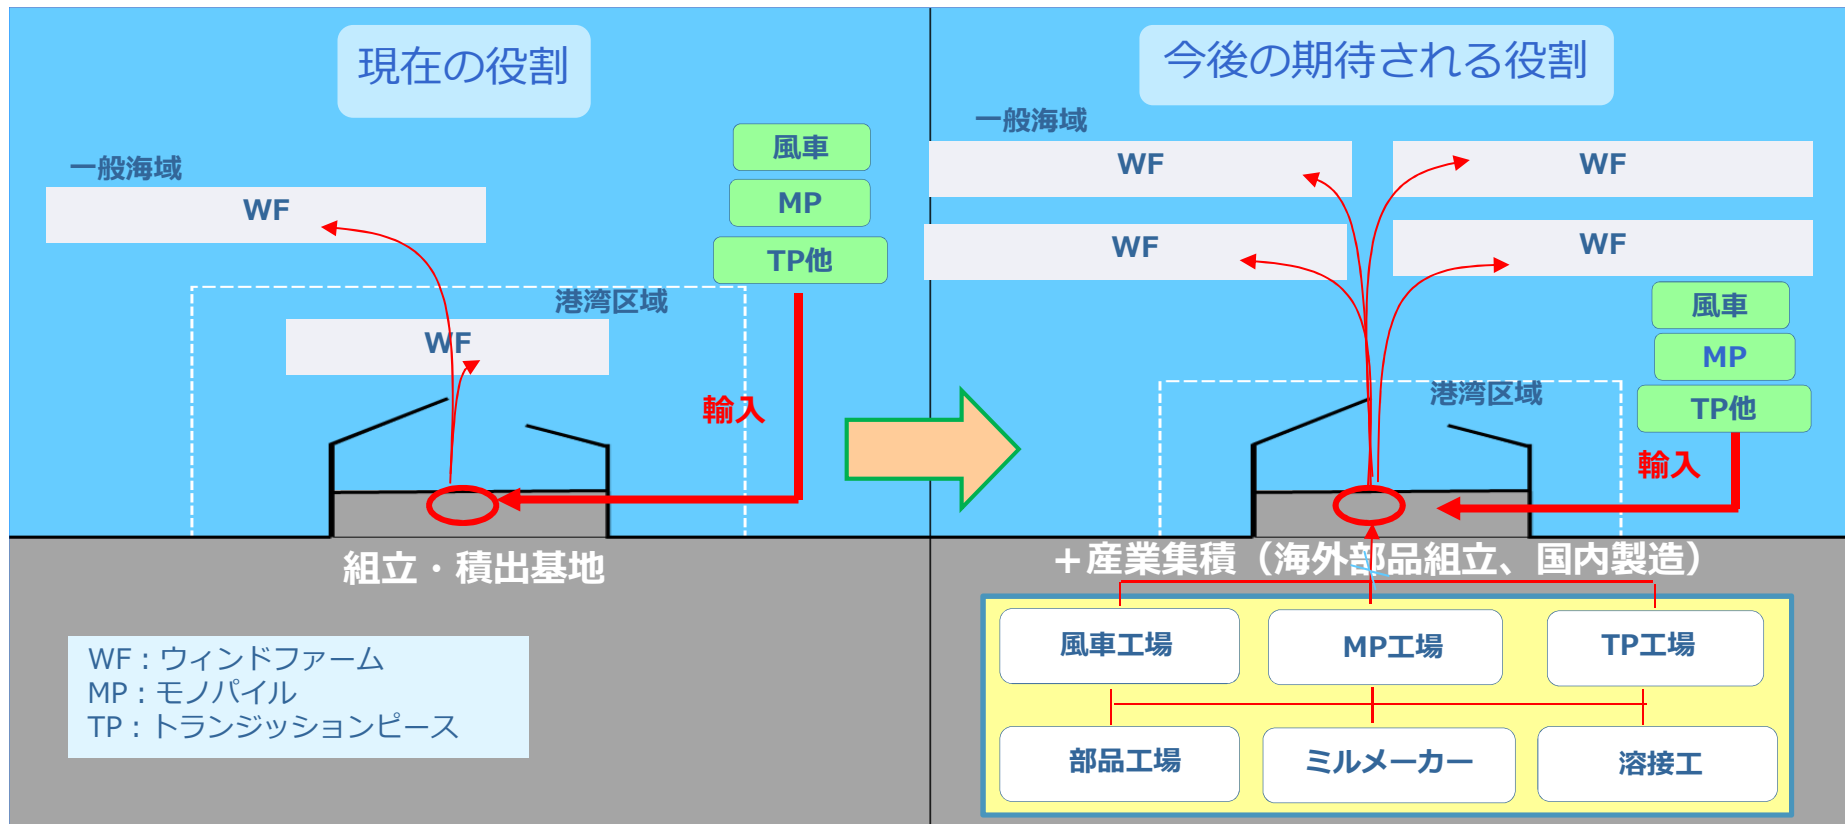 現在の役割
一般海域
WF
風車
MP
TP他
港湾区域
WF
輸入
組立・積出基地
WF：ウィンドファーム
MP：モノパイル
TP：トランジッションピース
今後の期待される役割
一般海域
WF
WF
WF
WF
風車
MP
TP他
港湾区域
輸入
＋産業集積（海外部品組立、国内製造）
風車工場
MP工場
TP工場
部品工場
ミルメーカー
溶接工